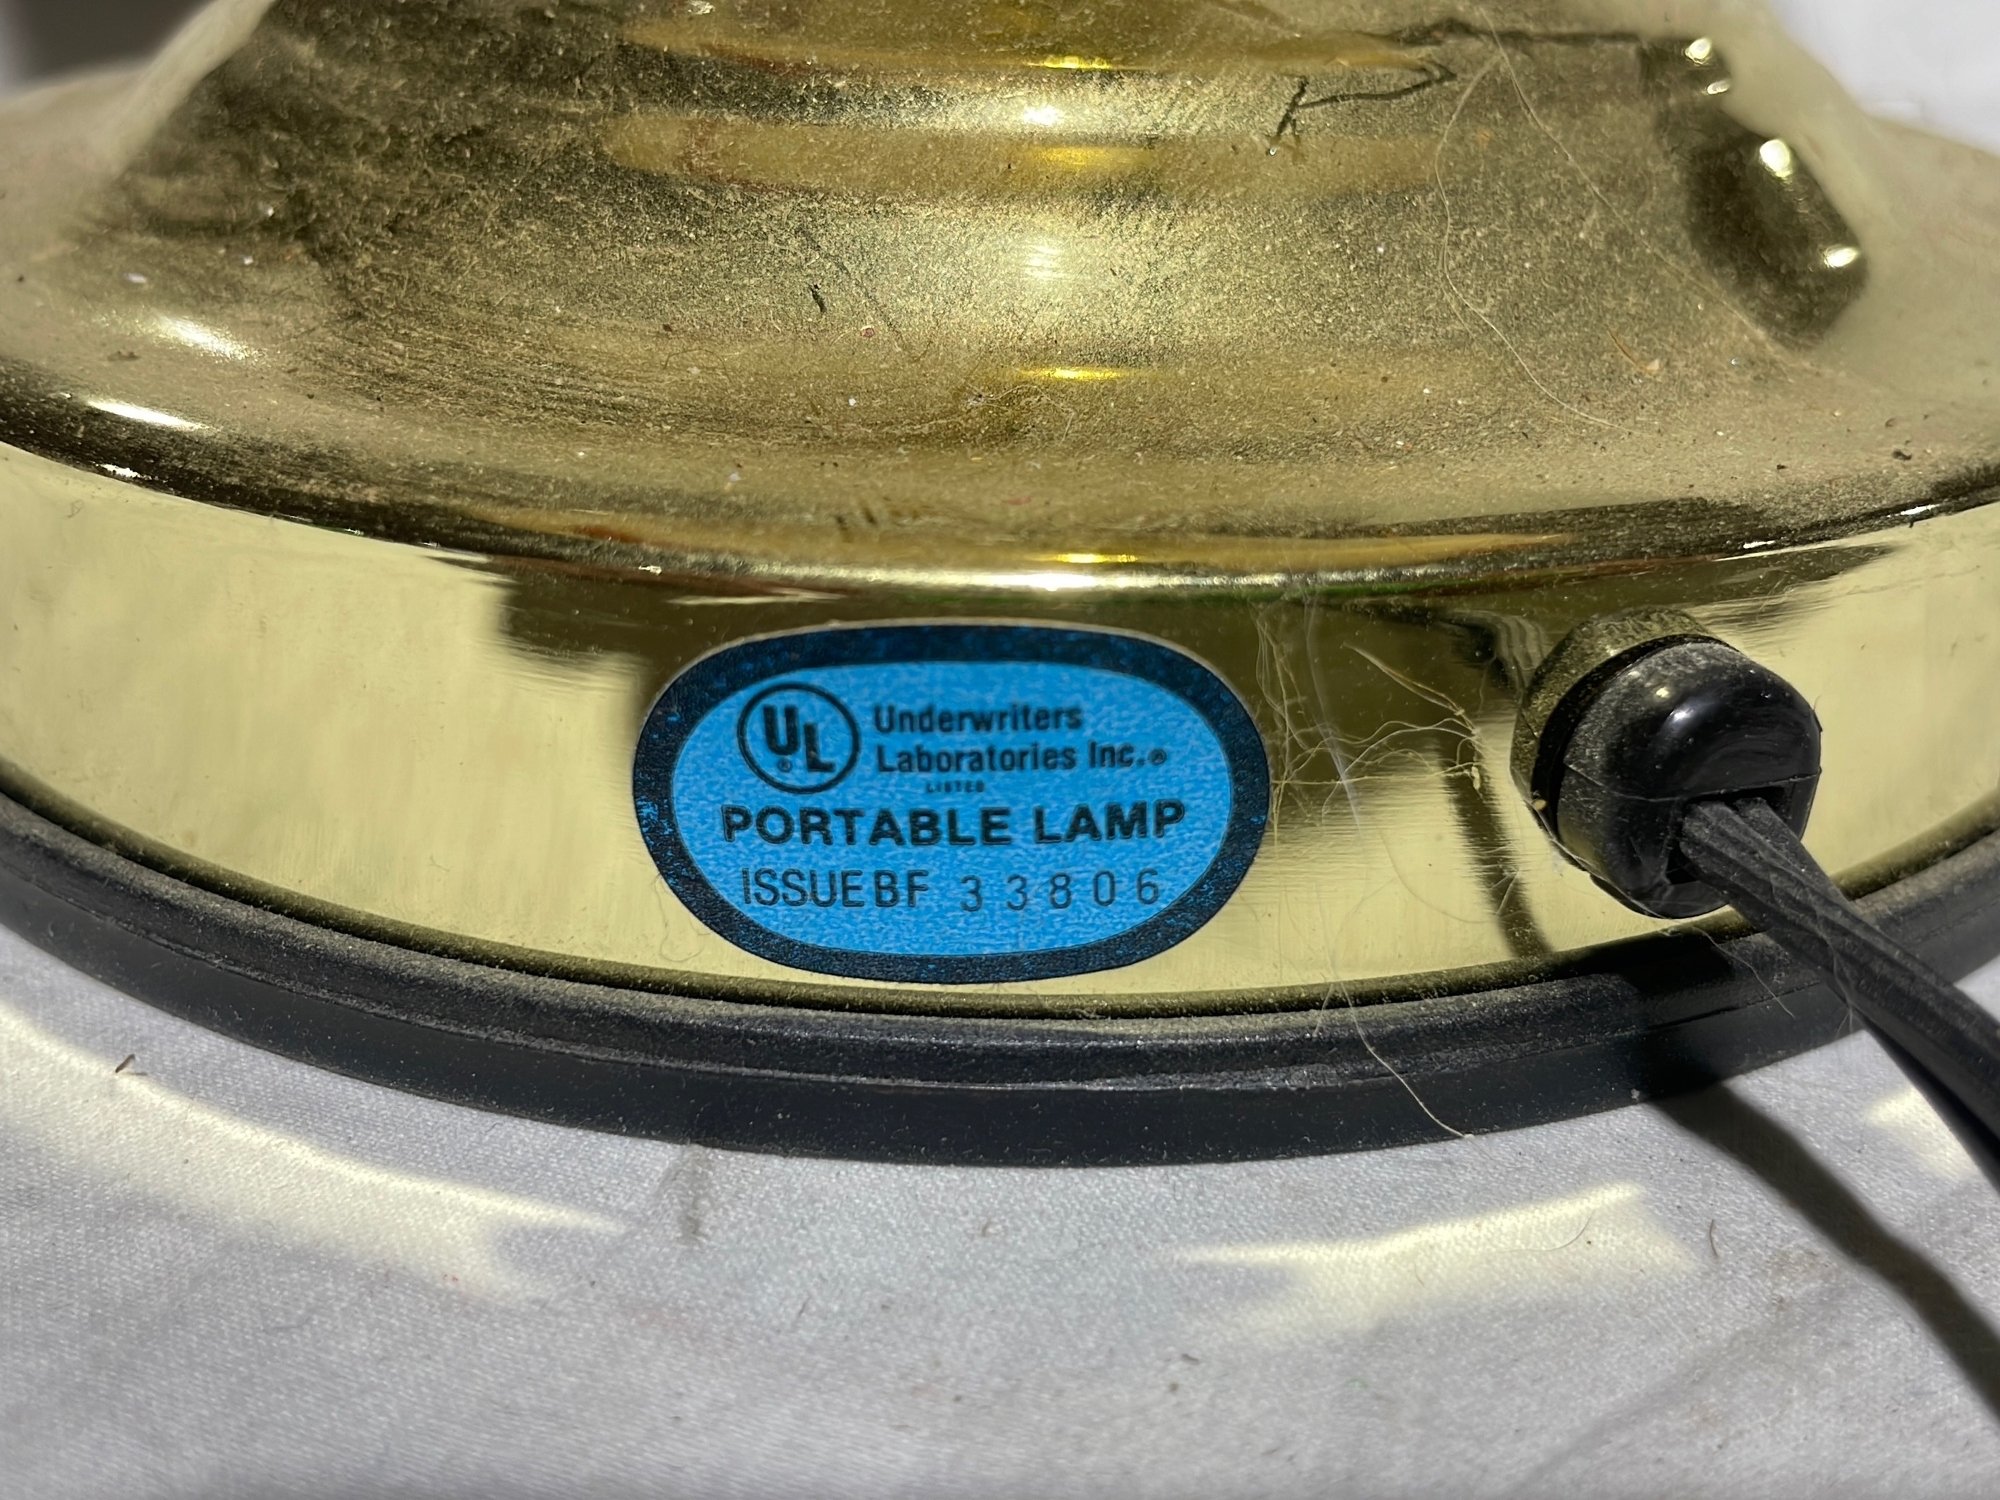 UL® Underwriters
Laboratories Inc.®
LISTED
PORTABLE LAMP
ISSUE BF 33806